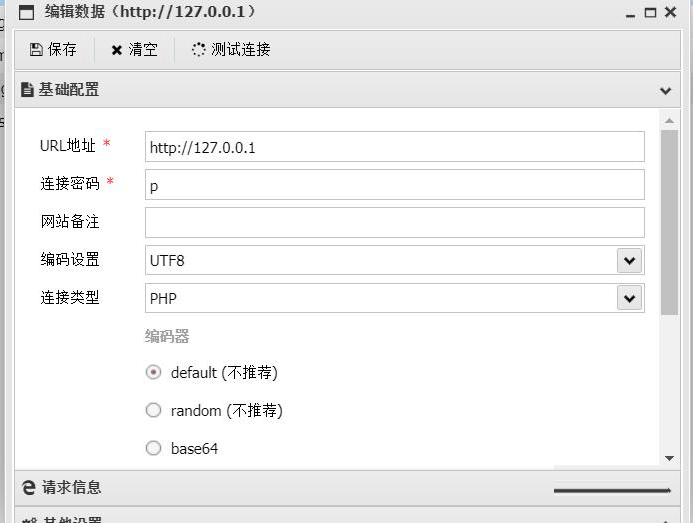 编辑数据（http://127.0.0.1）
保存 清空 测试连接
基础配置
URL地址 *
http://127.0.0.1
连接密码 *
p
网站备注
编码设置
UTF8
连接类型
PHP
编码器
default (不推荐)
random (不推荐)
base64
请求信息
其他设置